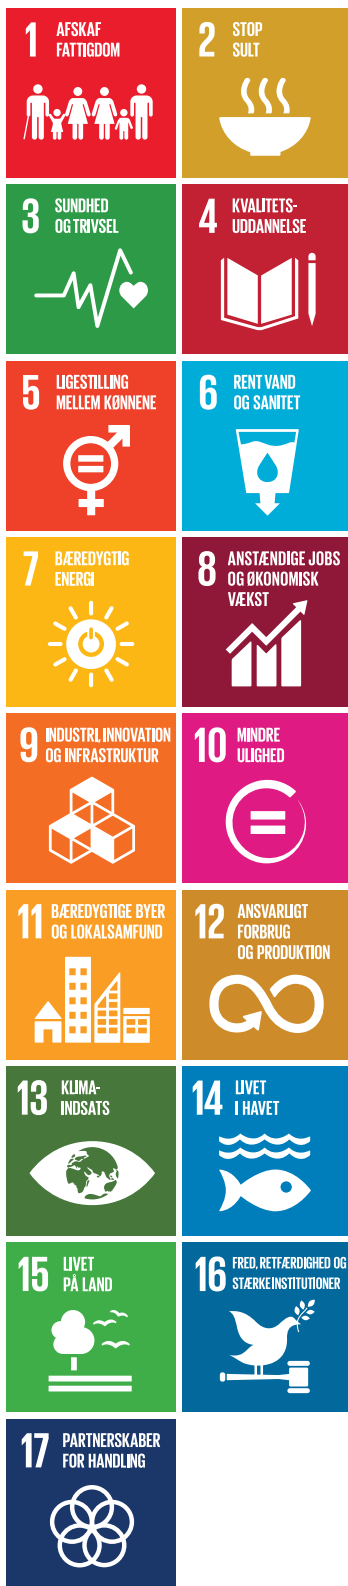 1 AFSKAF
FATTIGDOM
2 STOP
SULT
3 SUNDHED
OG TRIVSEL
4 KVALITETS-
UDDANNELSE
5 LIGESTILLING
MELLEM KØNNENE
6 RENT VAND
OG SANITET
7 BÆREDYGTIG
ENERGI
8 ANSTÆNDIGE JOBS
OG ØKONOMISK
VÆKST
9 INDUSTRI, INNOVATION
OG INFRASTRUKTUR
10 MINDRE
ULIGHED
11 BÆREDYGTIGE BYER
OG LOKALSAMFUND
12 ANSVARLIGT
FORBRUG
OG PRODUKTION
13 KLIMA-
INDSATS
14 LIVET
I HAVET
15 LIVET
PÅ LAND
16 FRED, RETFÆRDIGHED OG
STÆRKE INSTITUTIONER
17 PARTNERSKABER
FOR HANDLING